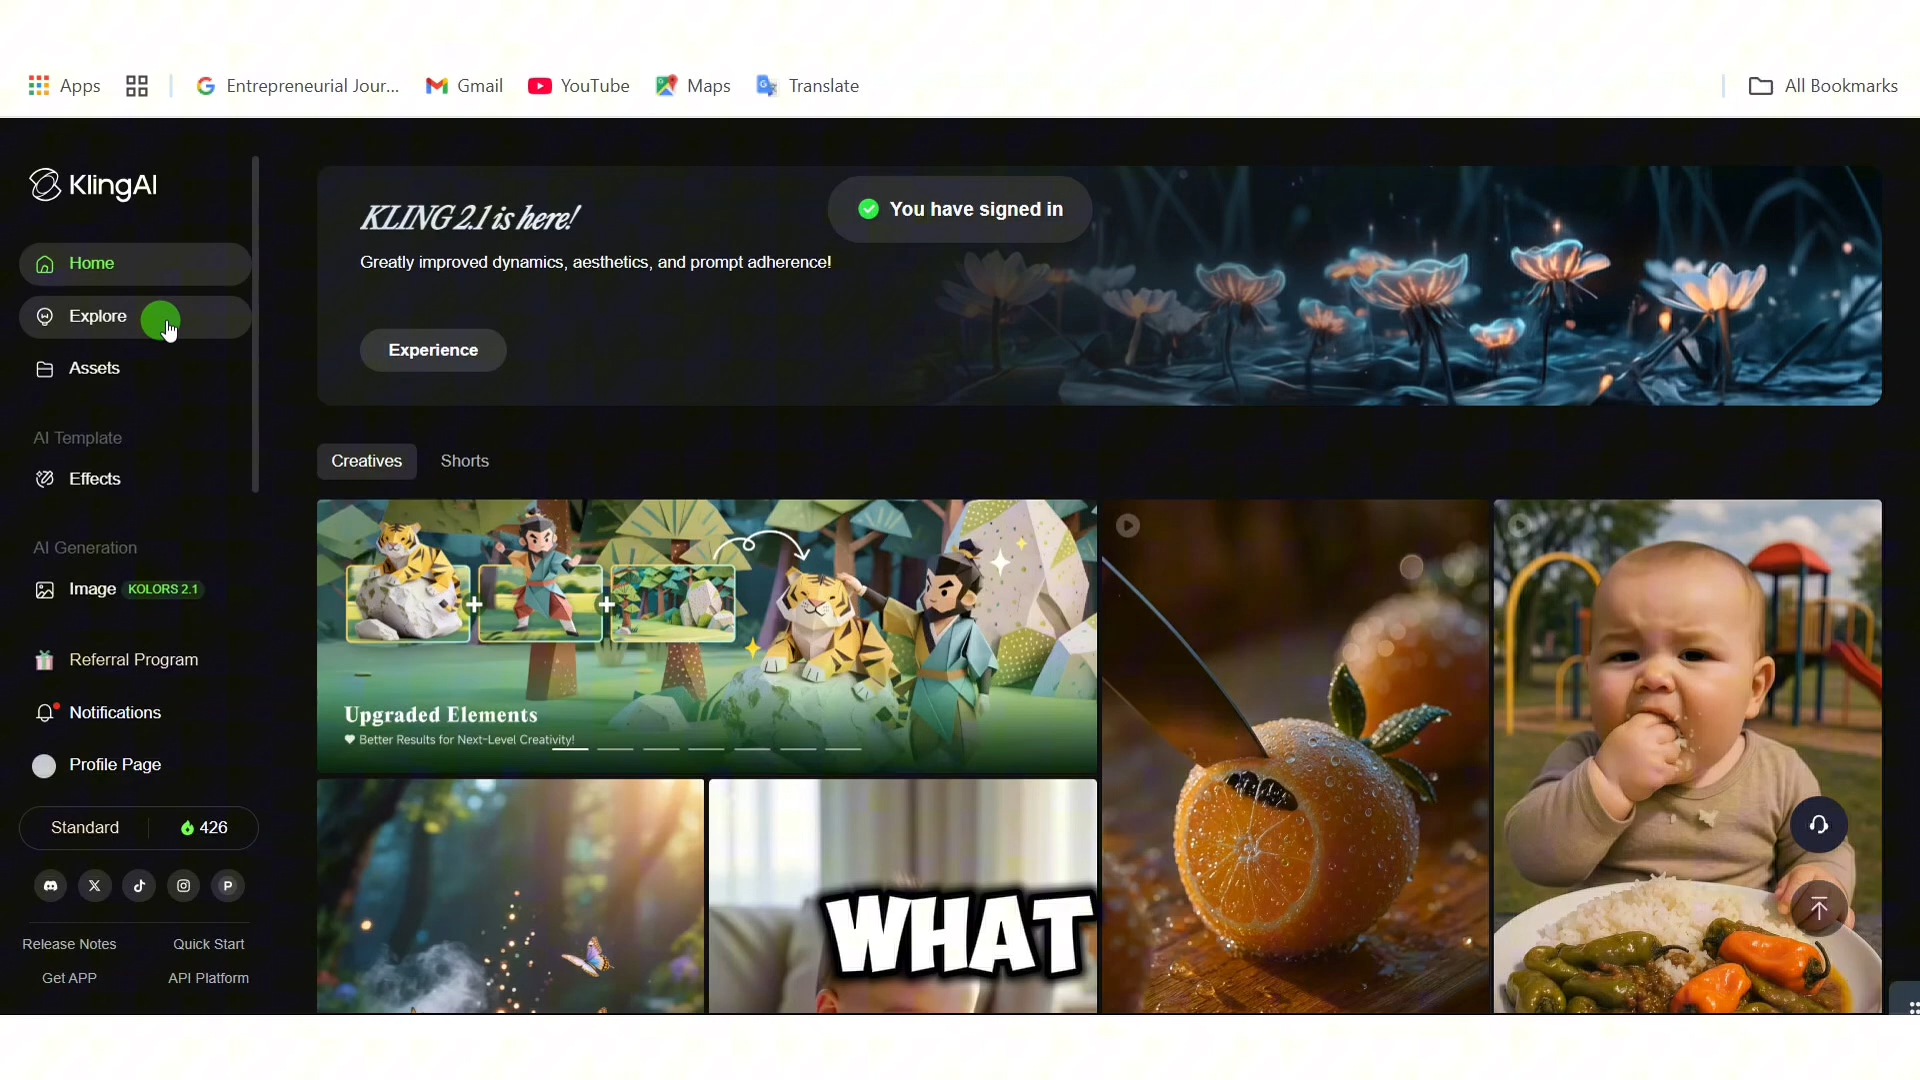 Apps
Entrepreneurial Jour...
Gmail
YouTube
Maps
Translate
All Bookmarks
KlingAI
Home
Explore
Assets
AI Template
Effects
AI Generation
Image KOLORS 2.1
Referral Program
Notifications
Profile Page
Standard 426
P
Release Notes Quick Start
Get APP API Platform
KLING 2.1 is here!
You have signed in
Greatly improved dynamics, aesthetics, and prompt adherence!
Experience
Creatives Shorts
Upgraded Elements
Better Results for Next-Level Creativity!
WHAT